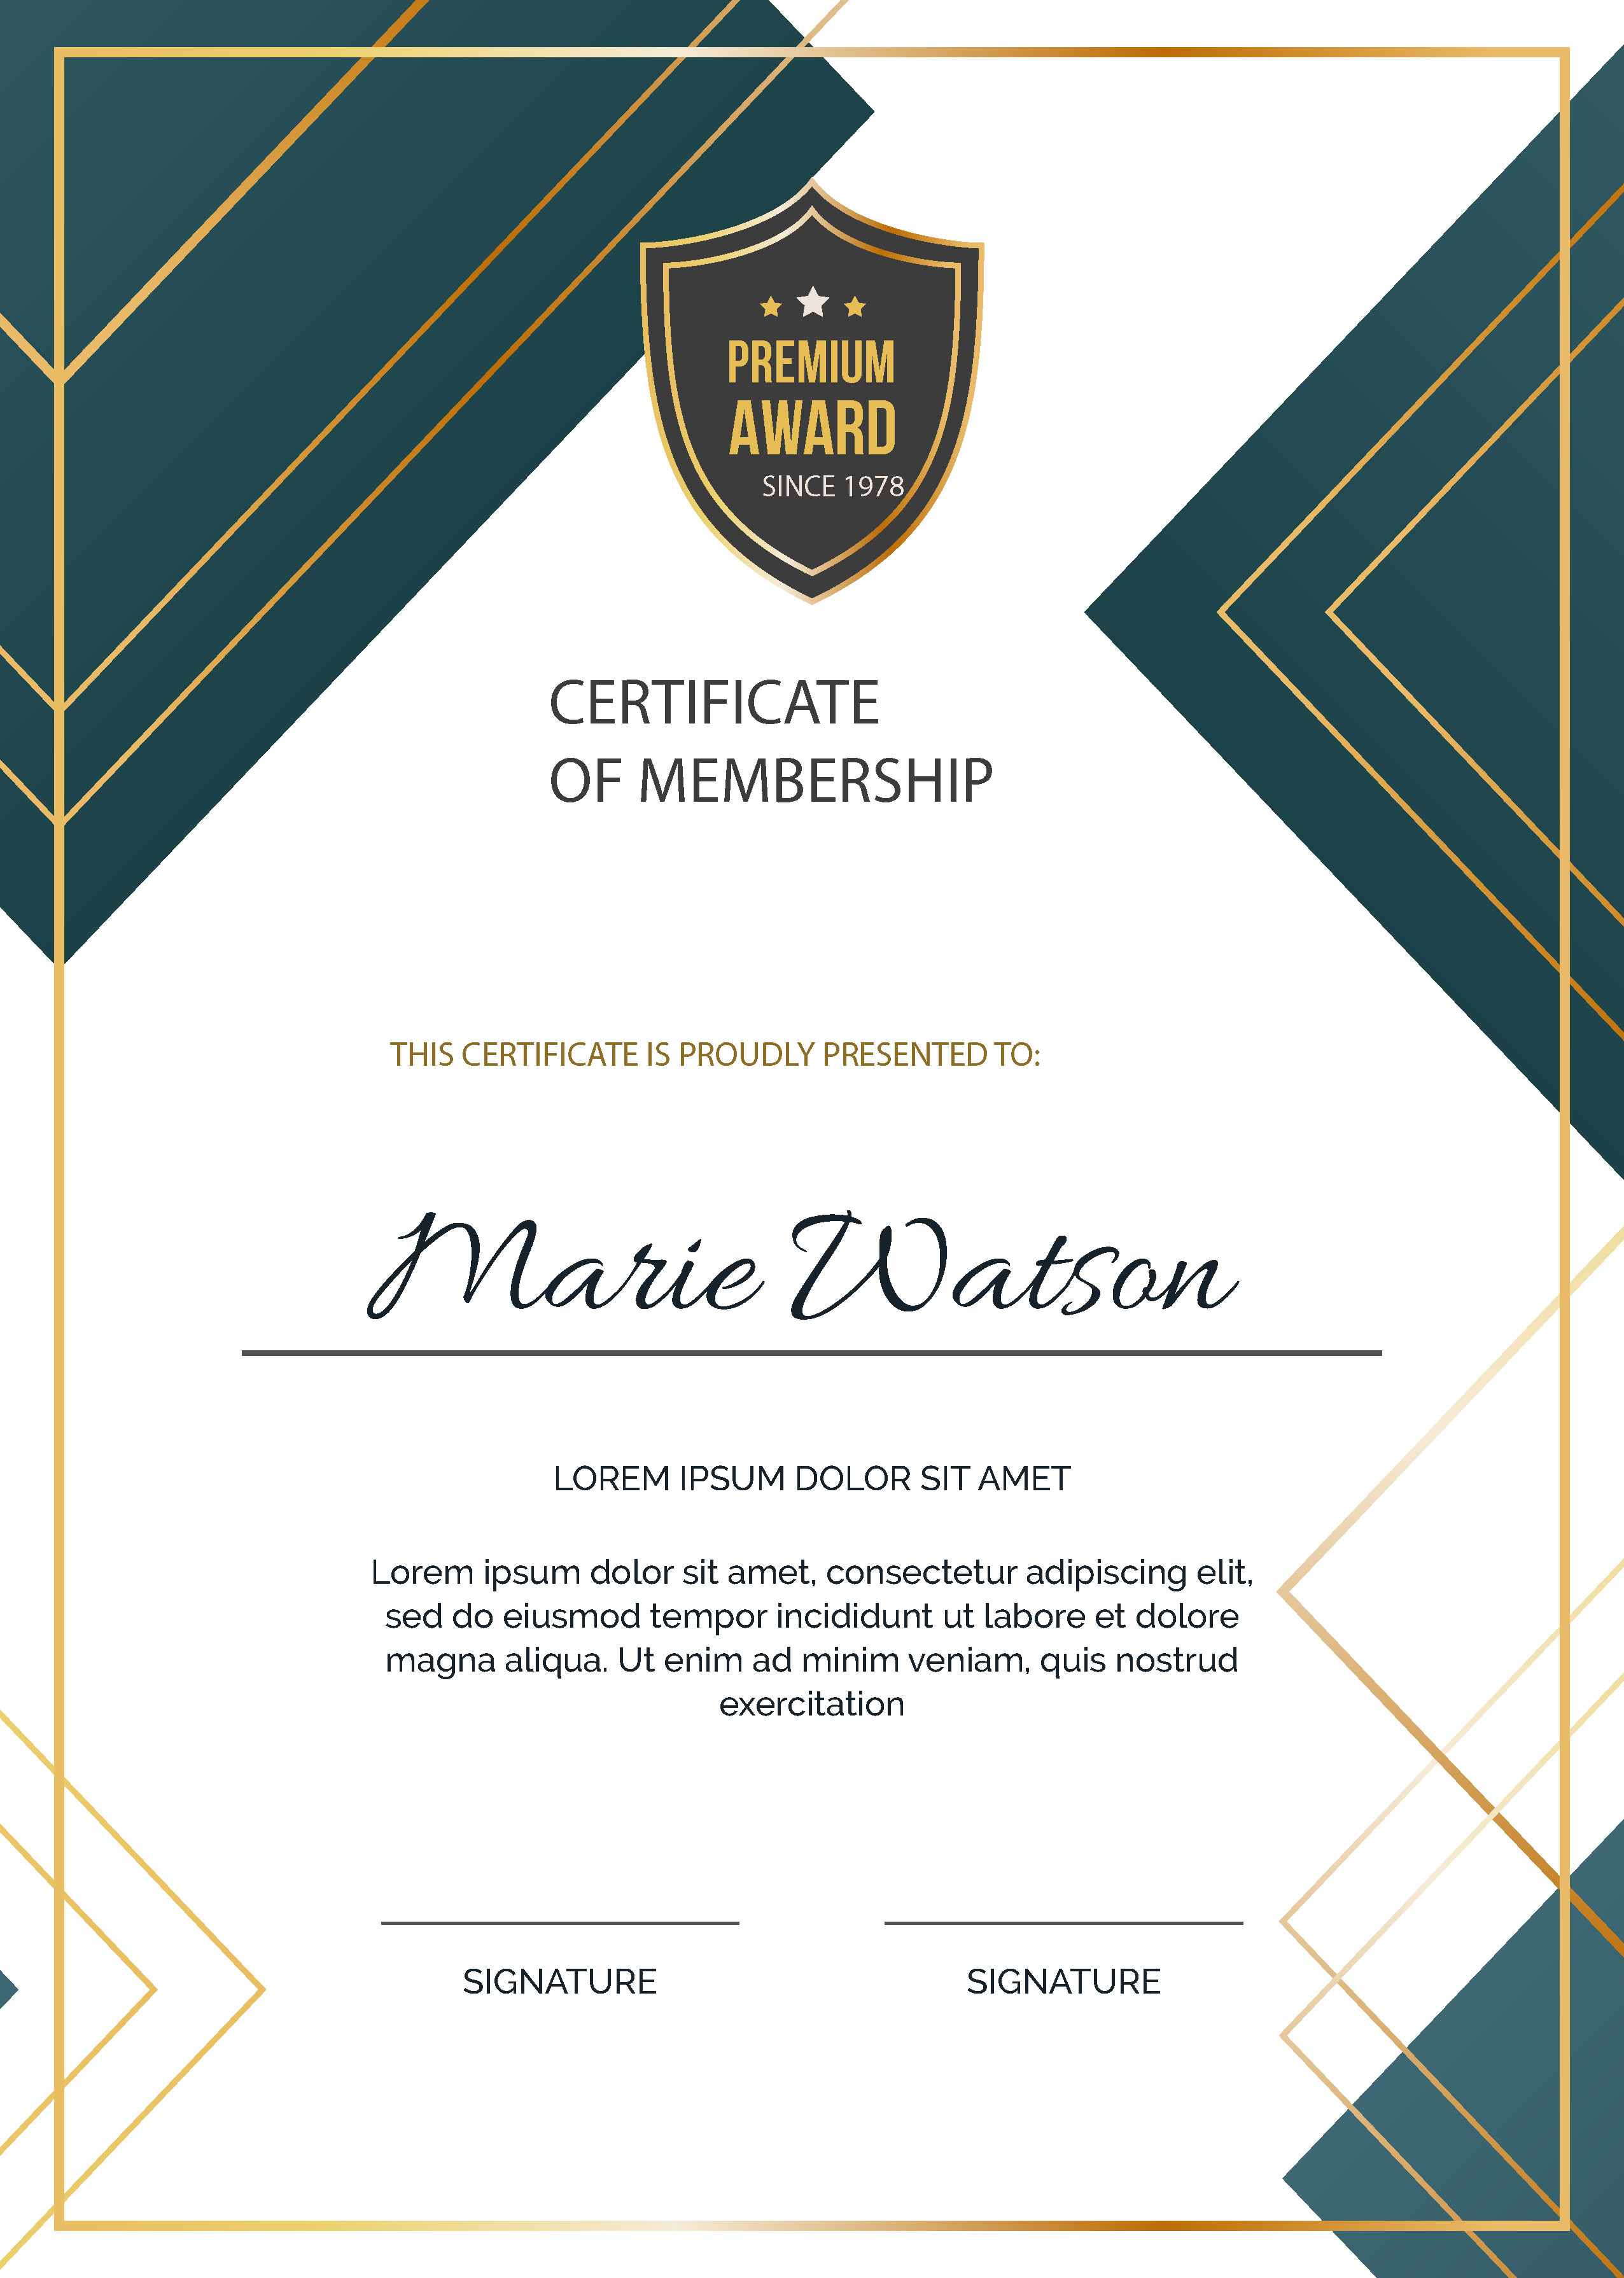 PREMIUM
AWARD
SINCE 1978
CERTIFICATE
OF MEMBERSHIP
THIS CERTIFICATE IS PROUDLY PRESENTED TO:
Marie Watson
LOREM IPSUM DOLOR SIT AMET
Lorem ipsum dolor sit amet, consectetur adipiscing elit,
sed do eiusmod tempor incididunt ut labore et dolore
magna aliqua. Ut enim ad minim veniam, quis nostrud
exercitation
SIGNATURE
SIGNATURE